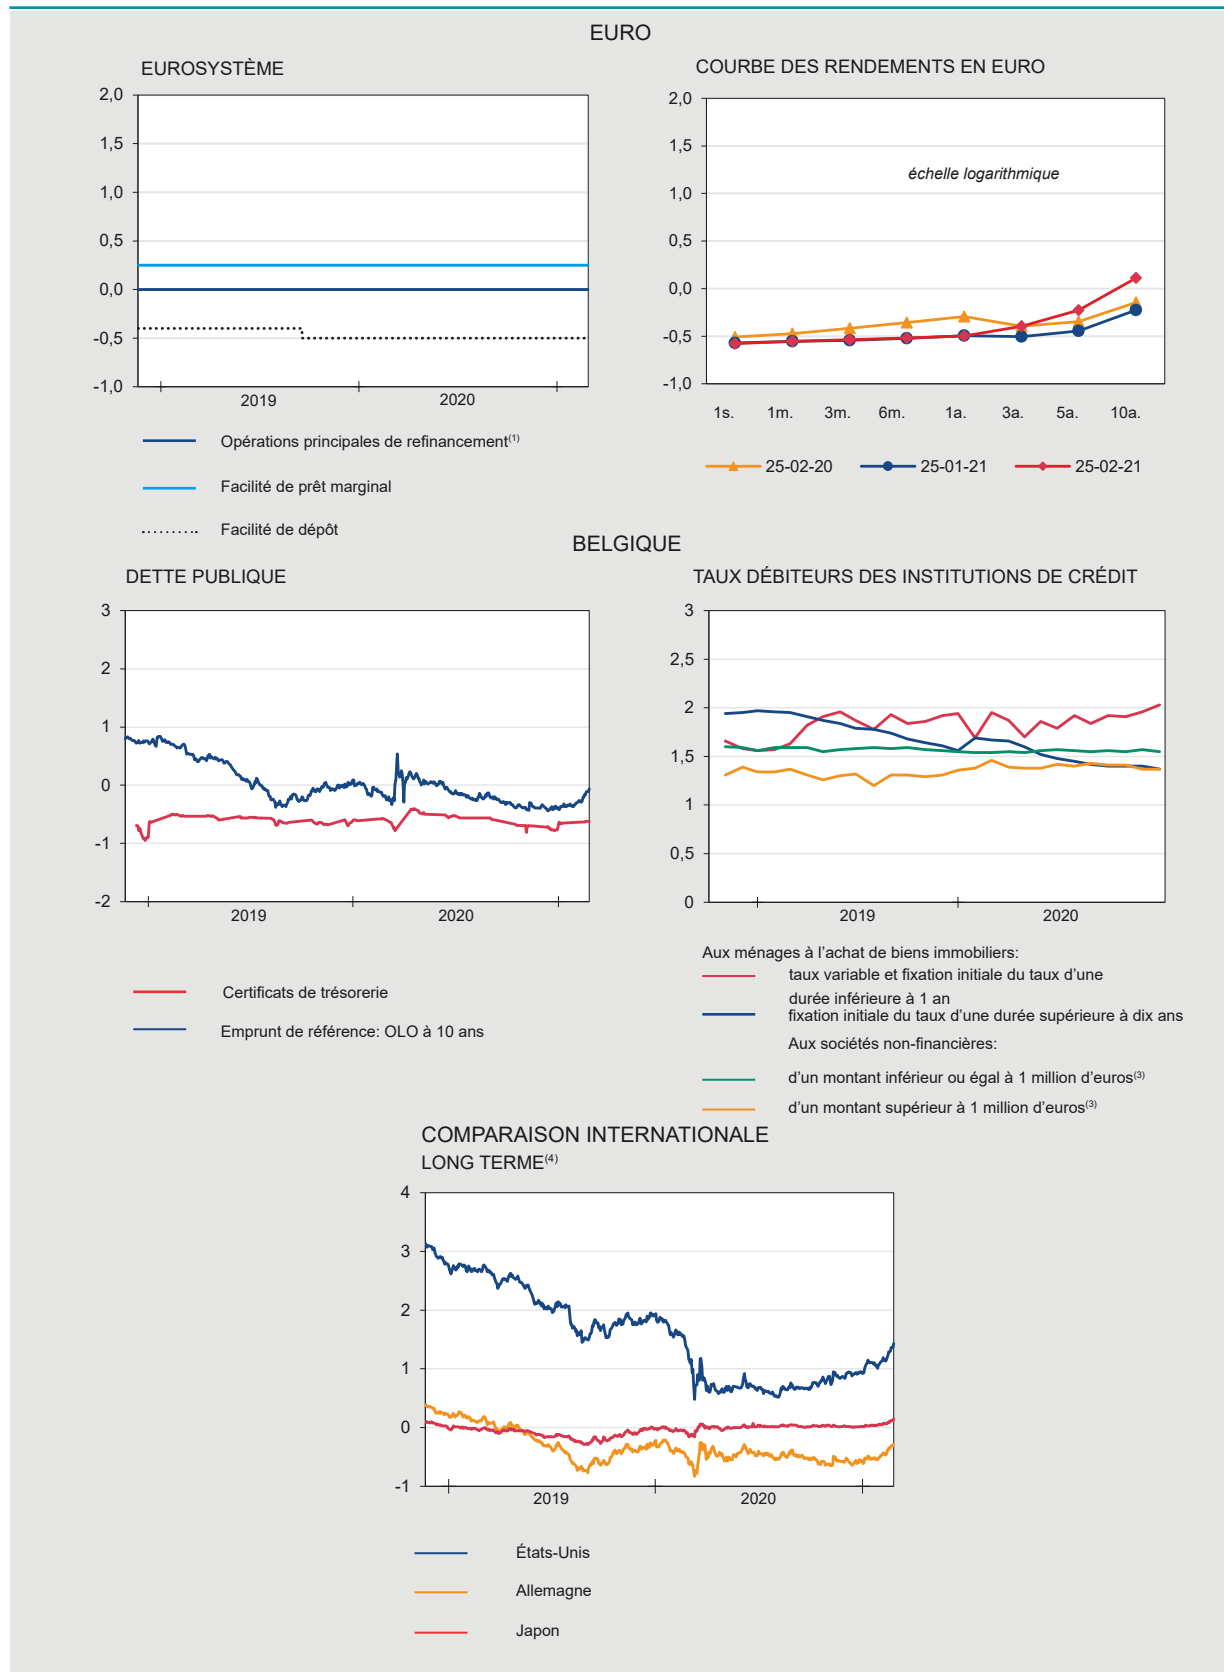 EURO
EUROSYSTÈME
2,0
1,5
1,0
0,5
0,0
-0,5
-1,0
2019
2020
Opérations principales de refinancement(1)
Facilité de prêt marginal
Facilité de dépôt
COURBE DES RENDEMENTS EN EURO
2,0
1,5
1,0
0,5
0,0
-0,5
-1,0
échelle logarithmique
1s. 1m. 3m. 6m. 1a. 3a. 5a. 10a.
25-02-20 25-01-21 25-02-21
BELGIQUE
DETTE PUBLIQUE
3
2
1
0
-1
-2
2019
2020
Certificats de trésorerie
Emprunt de référence: OLO à 10 ans
TAUX DÉBITEURS DES INSTITUTIONS DE CRÉDIT
3
2,5
2
1,5
1
0,5
0
2019
2020
Aux ménages à l’achat de biens immobiliers:
taux variable et fixation initiale du taux d’une
durée inférieure à 1 an
fixation initiale du taux d’une durée supérieure à dix ans
Aux sociétés non-financières:
d’un montant inférieur ou égal à 1 million d’euros(3)
d’un montant supérieur à 1 million d’euros(3)
COMPARAISON INTERNATIONALE
LONG TERME(4)
4
3
2
1
0
-1
2019
2020
États-Unis
Allemagne
Japon